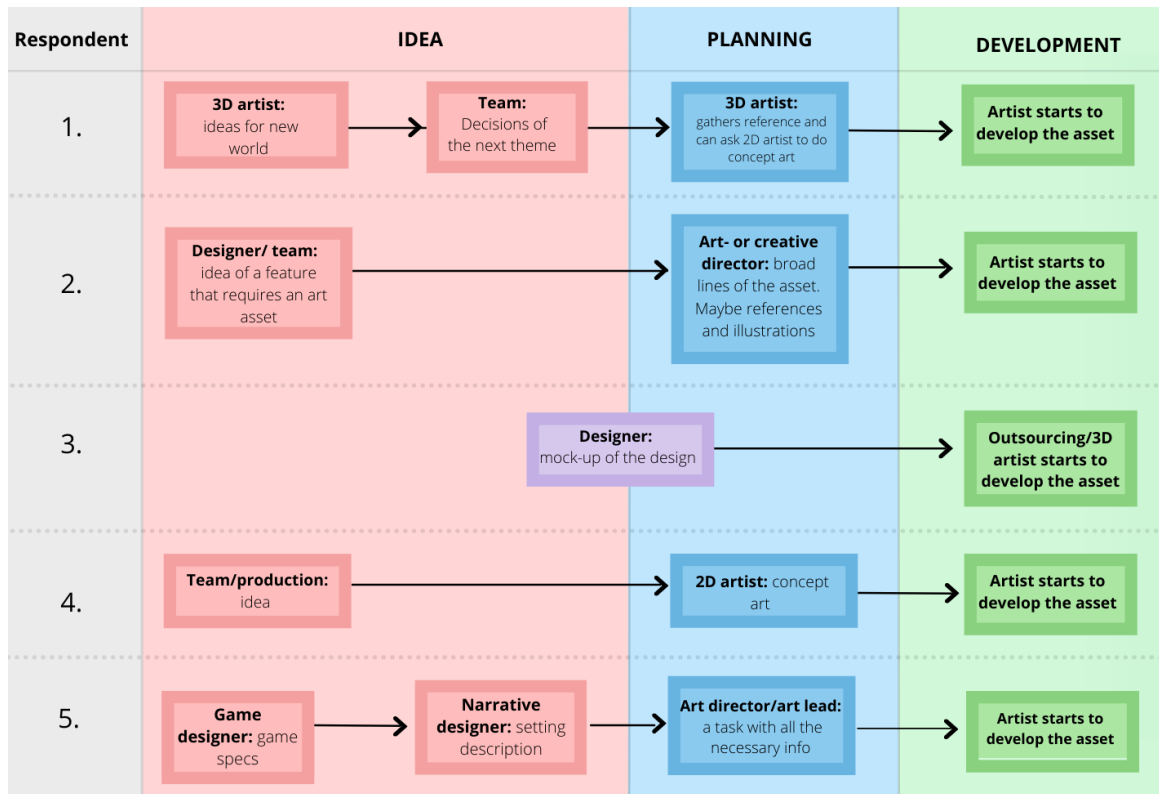 Respondent
IDEA
PLANNING
DEVELOPMENT
1.
3D artist:
ideas for new
world
Team:
Decisions of
the next theme
3D artist:
gathers reference and
can ask 2D artist to do
concept art
Artist starts to
develop the asset
2.
Designer/ team:
idea of a feature
that requires an art
asset
Art- or creative
director: broad
lines of the asset.
Maybe references
and illustrations
Artist starts to
develop the asset
3.
Designer:
mock-up of the design
Outsourcing/3D
artist starts to
develop the asset
4.
Team/production:
idea
2D artist: concept
art
Artist starts to
develop the asset
5.
Game
designer: game
specs
Narrative
designer: setting
description
Art director/art lead:
a task with all the
necessary info
Artist starts to
develop the asset